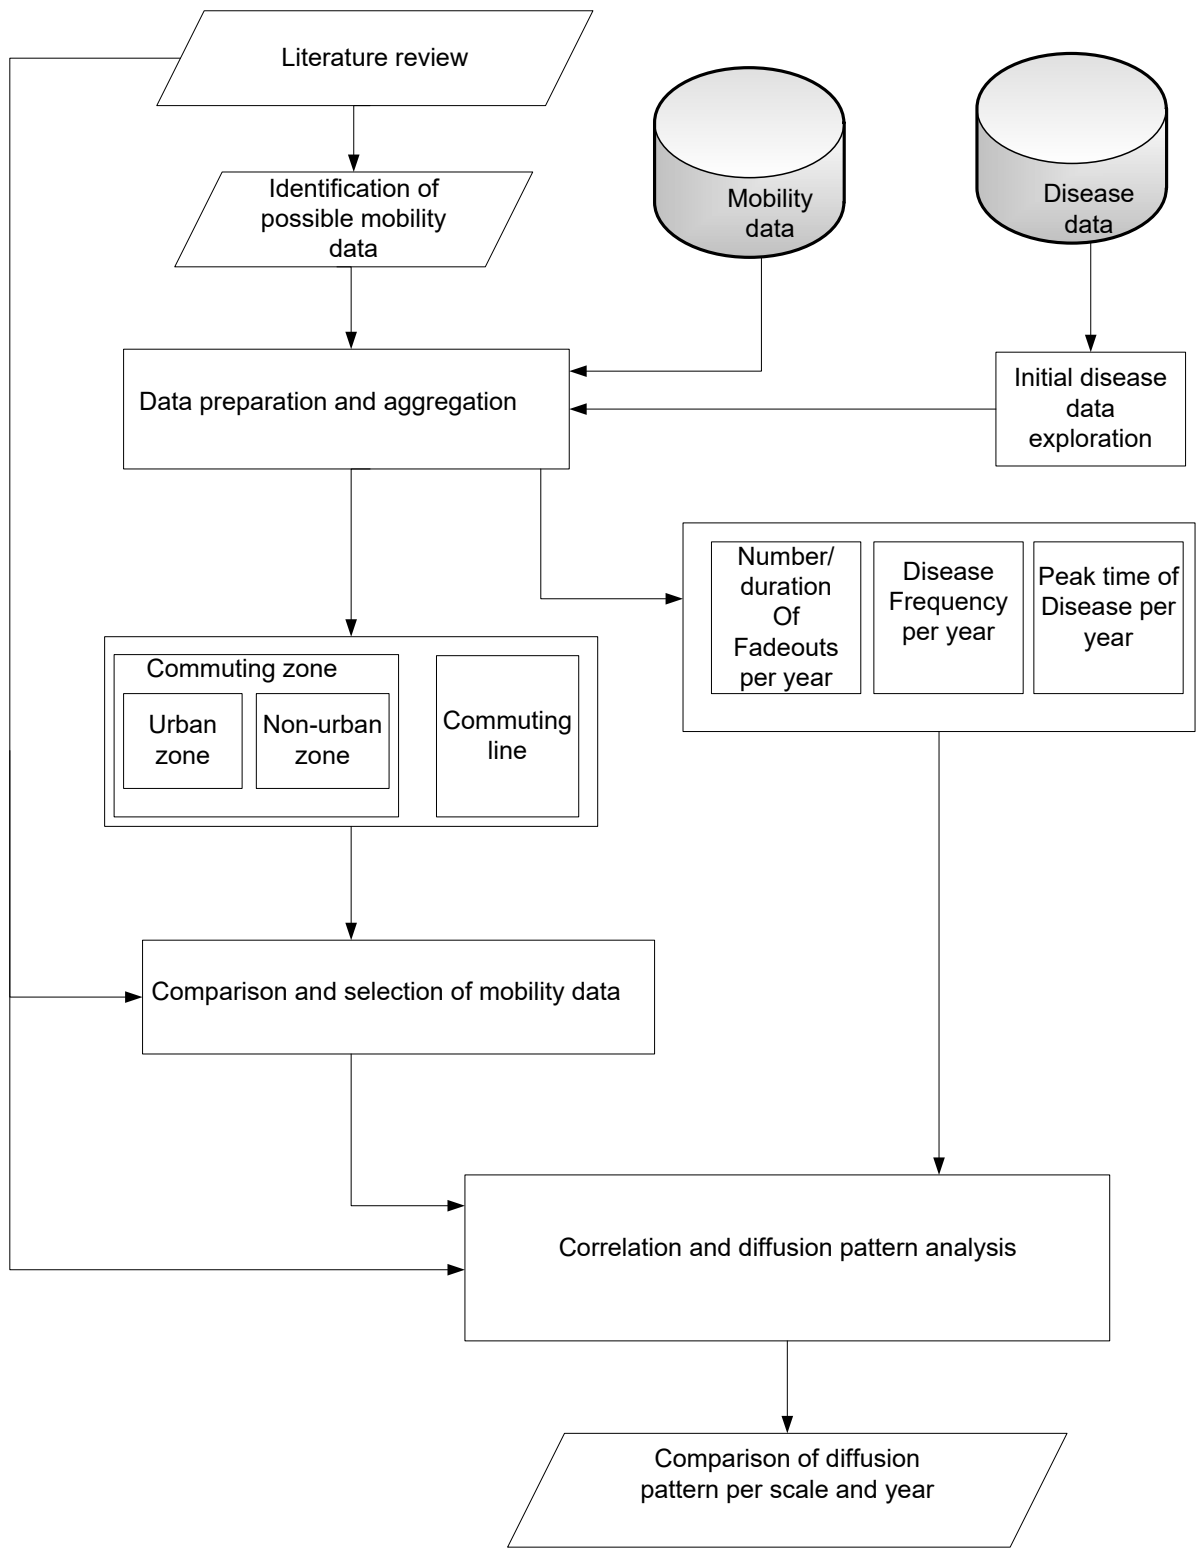 Literature review
Identification of
possible mobility
data
Mobility
data
Disease
data
Data preparation and aggregation
Initial disease
data
exploration
Number/
duration
Of
Fadeouts
per year
Disease
Frequency
per year
Peak time of
Disease per
year
Commuting zone
Urban
zone
Non-urban
zone
Commuting
line
Comparison and selection of mobility data
Correlation and diffusion pattern analysis
Comparison of diffusion
pattern per scale and year